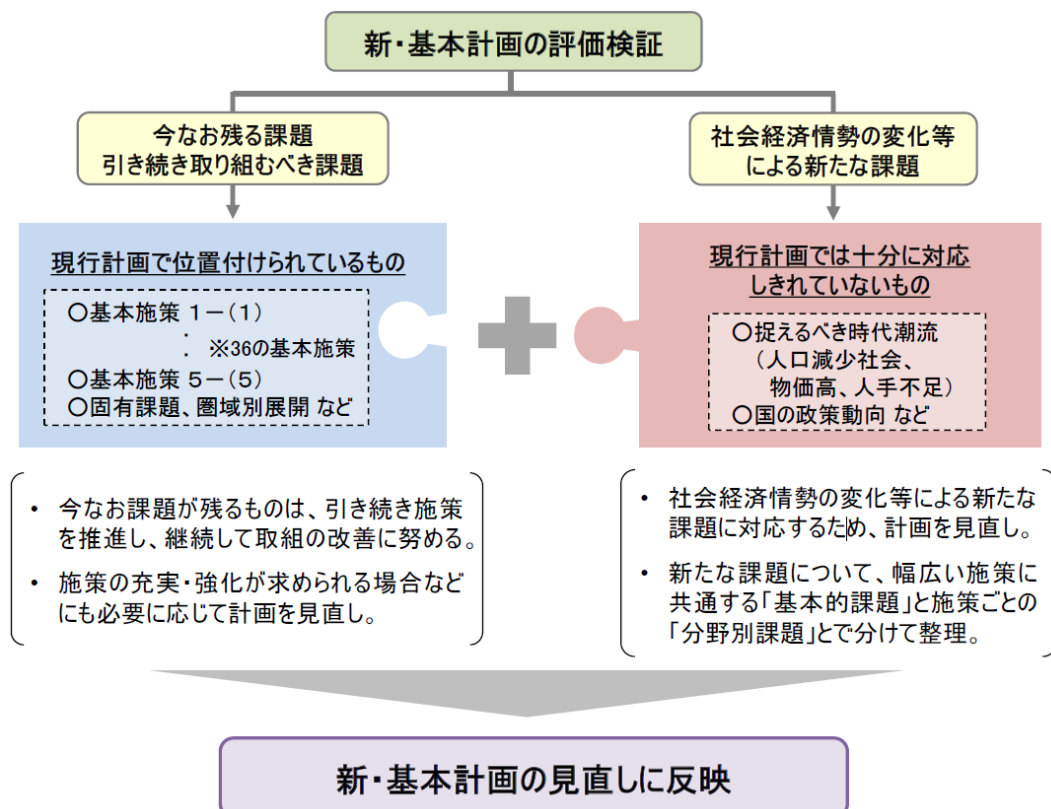 新・基本計画の評価検証
今なお残る課題
引き続き取り組むべき課題
現行計画で位置付けられているもの
〇基本施策 1－(1)
： ※36の基本施策
〇基本施策 5－(5)
〇固有課題、圏域別展開 など
・ 今なお課題が残るものは、引き続き施策
を推進し、継続して取組の改善に努める。
・ 施策の充実・強化が求められる場合など
にも必要に応じて計画を見直し。
社会経済情勢の変化等
による新たな課題
現行計画では十分に対応
しきれていないもの
〇捉えるべき時代潮流
（人口減少社会、
物価高、人手不足）
〇国の政策動向 など
・ 社会経済情勢の変化等による新たな
課題に対応するため、計画を見直し。
・ 新たな課題について、幅広い施策に
共通する「基本的課題」と施策ごとの
「分野別課題」とで分けて整理。
新・基本計画の見直しに反映